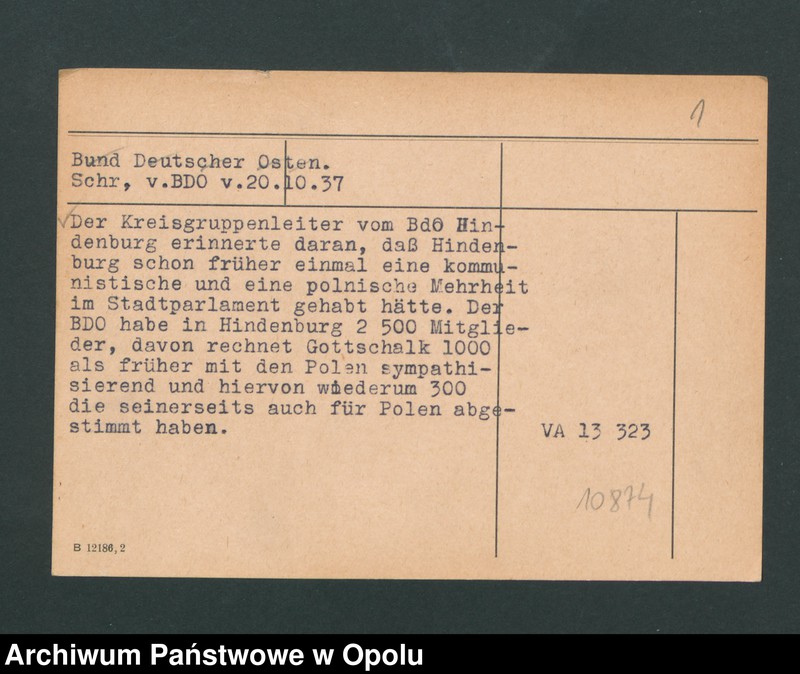 1
Bund Deutscher Osten.
Schr, v.BDO v.20.10.37
Der Kreisgruppenleiter vom BdO Hin-
denburg erinnerte daran, daß Hinden-
burg schon früher einmal eine kommu-
nistische und eine polnische Mehrheit
im Stadtparlament gehabt hätte. Der
BDO habe in Hindenburg 2 500 Mitglie-
der, davon rechnet Gottschalk 1000
als früher mit den Polen sympathi-
sierend und hiervon wiederum 300
die seinerseits auch für Polen abge-
stimmt haben.
VA 13 323
10874
B 12186, 2
Archiwum Państwowe w Opolu